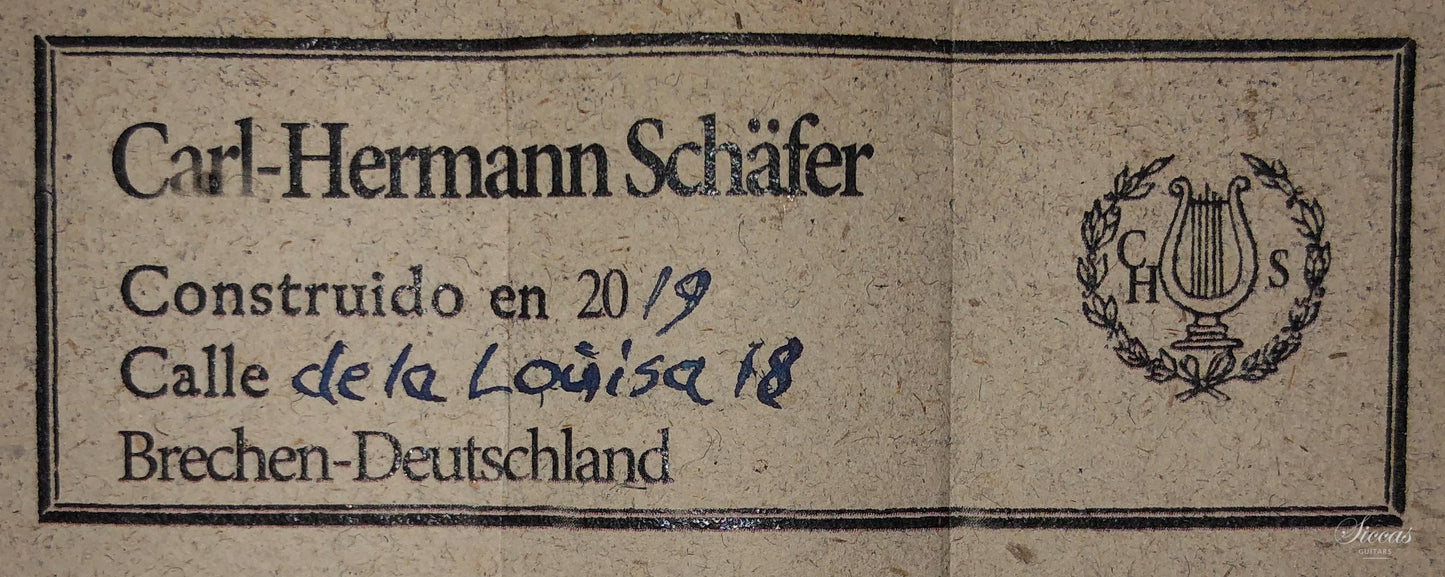 Carl-Hermann Schäfer
Construido en 2019
Calle de la Louisa 18
Brechen-Deutschland
C
H
S
Siccas
GUITARS